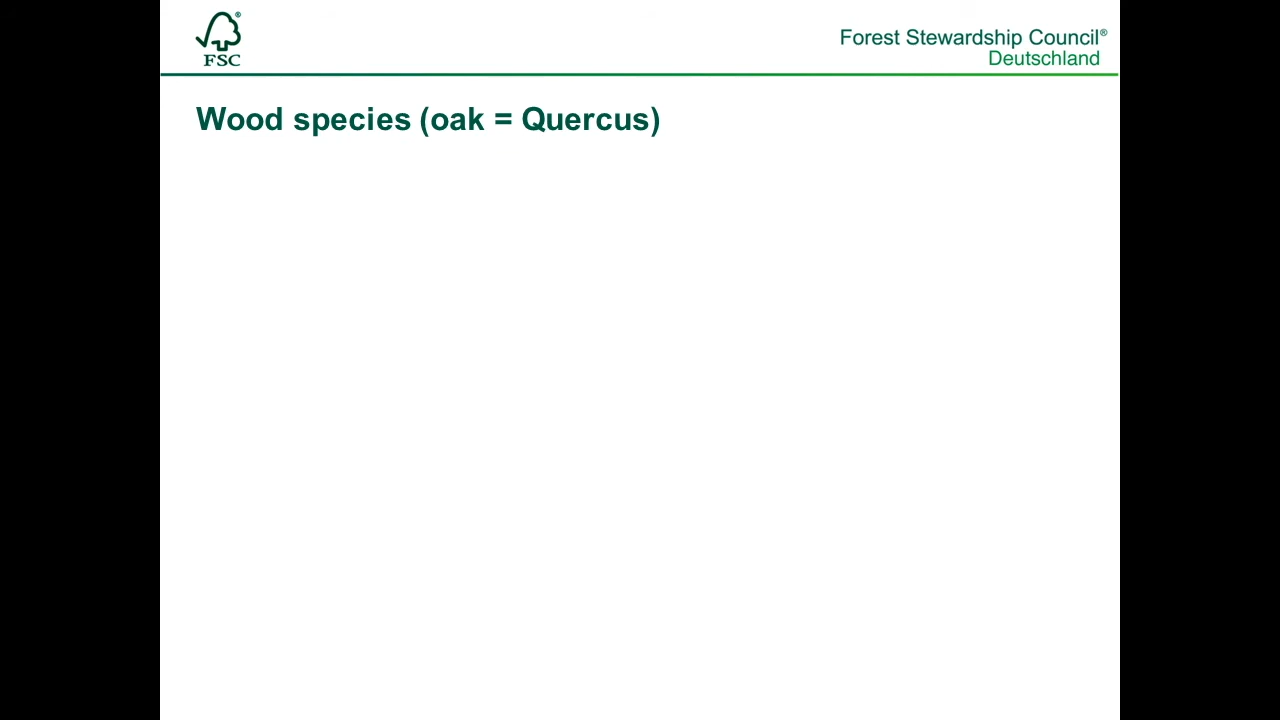 FSC®
Forest Stewardship Council®
Deutschland
Wood species (oak = Quercus)